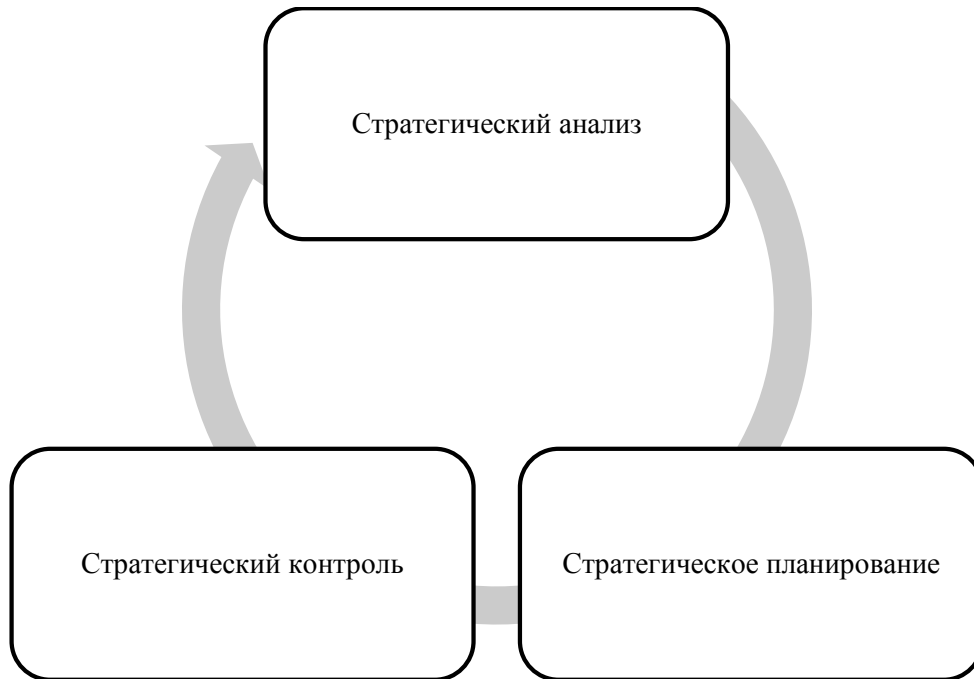 Стратегический анализ
Стратегический контроль
Стратегическое планирование